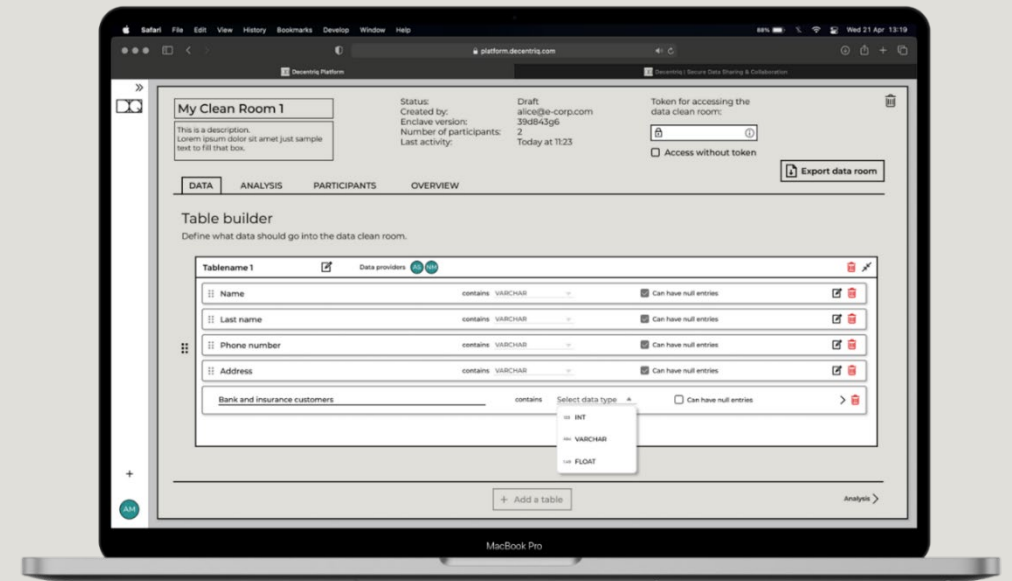 Safari File Edit View History Bookmarks Develop Window Help
88% Wed 21 Apr 13:19
platform.decentriq.com
Decentriq Platform
Decentriq | Secure Data Sharing & Collaboration
My Clean Room 1
This is a description.
Lorem ipsum dolor sit amet just sample
text to fill that box.
Status: Draft
Created by: alice@e-corp.com
Enclave version: 39d843g6
Number of participants: 2
Last activity: Today at 11:23
Token for accessing the
data clean room:
Access without token
Export data room
DATA ANALYSIS PARTICIPANTS OVERVIEW
Table builder
Define what data should go into the data clean room.
Tablename 1 Data providers AS NM
Name contains VARCHAR Can have null entries
Last name contains VARCHAR Can have null entries
Phone number contains VARCHAR Can have null entries
Address contains VARCHAR Can have null entries
Bank and insurance customers contains Select data type Can have null entries
INT
VARCHAR
FLOAT
+ Add a table
Analysis
AM
MacBook Pro